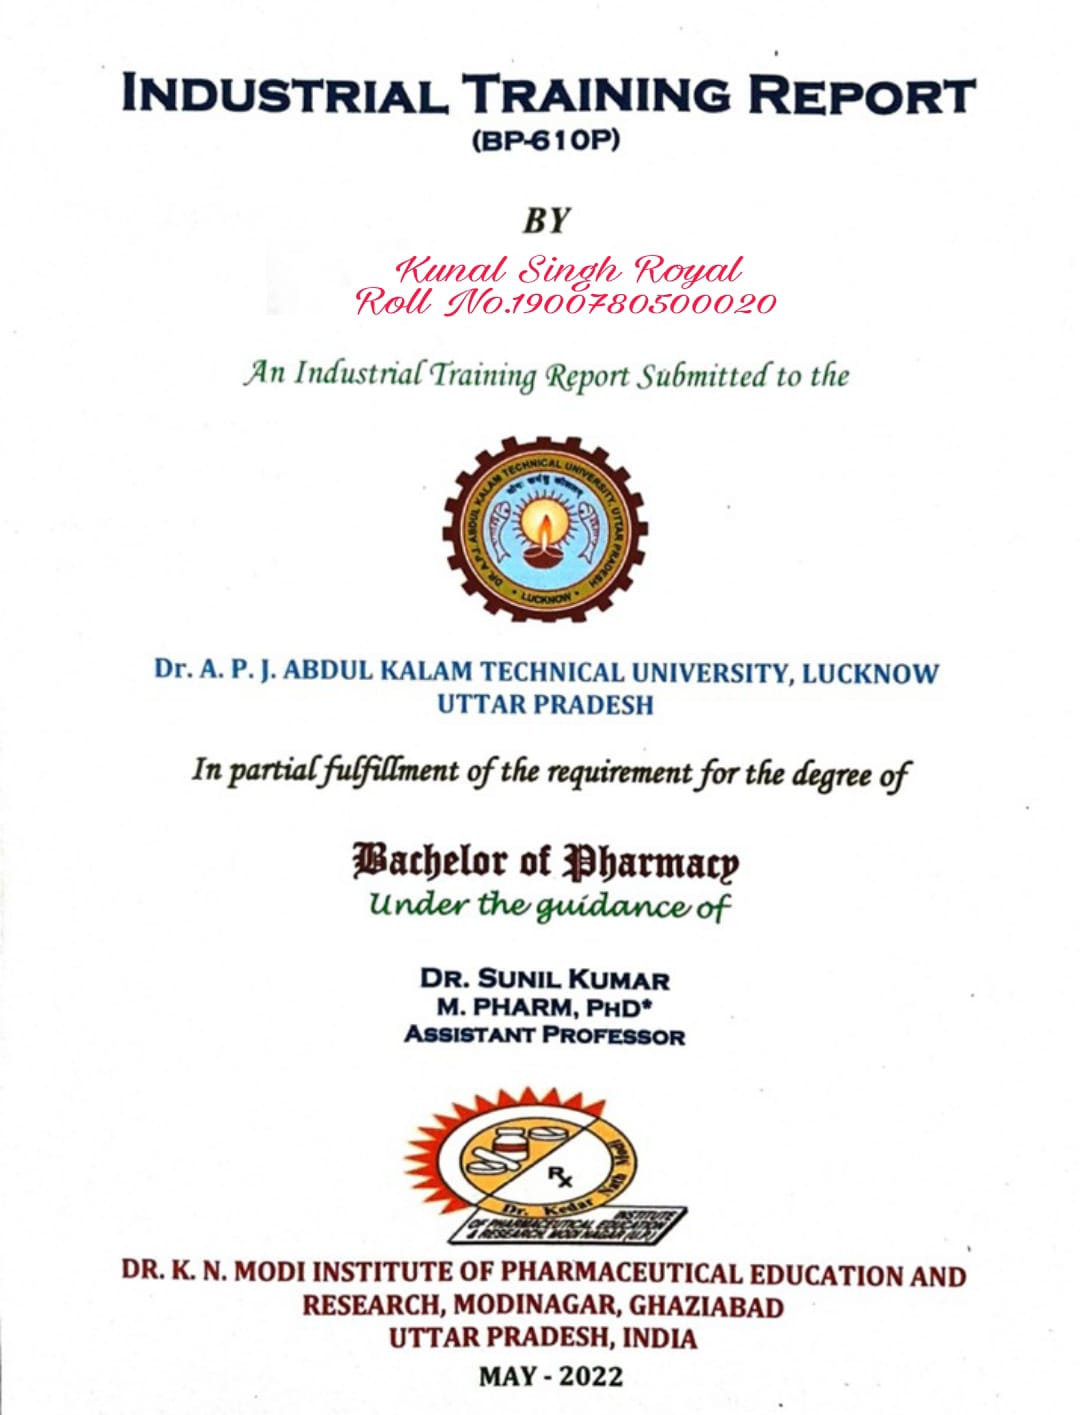 INDUSTRIAL TRAINING REPORT
(BP-610P)
BY
Kunal Singh Royal
Roll No.1900780500020
An Industrial Training Report Submitted to the
DR. A.P.J. ABDUL KALAM TECHNICAL UNIVERSITY, UTTAR PRADESH
• LUCKNOW •
Dr. A. P. J. ABDUL KALAM TECHNICAL UNIVERSITY, LUCKNOW
UTTAR PRADESH
In partial fulfillment of the requirement for the degree of
Bachelor of Pharmacy
Under the guidance of
DR. SUNIL KUMAR
M. PHARM, PHD*
ASSISTANT PROFESSOR
Rx
Dr. Kedar Nath Modi
INSTITUTE
OF PHARMACEUTICAL EDUCATION
& RESEARCH, MODI NAGAR (U.P.)
DR. K. N. MODI INSTITUTE OF PHARMACEUTICAL EDUCATION AND
RESEARCH, MODINAGAR, GHAZIABAD
UTTAR PRADESH, INDIA
MAY - 2022